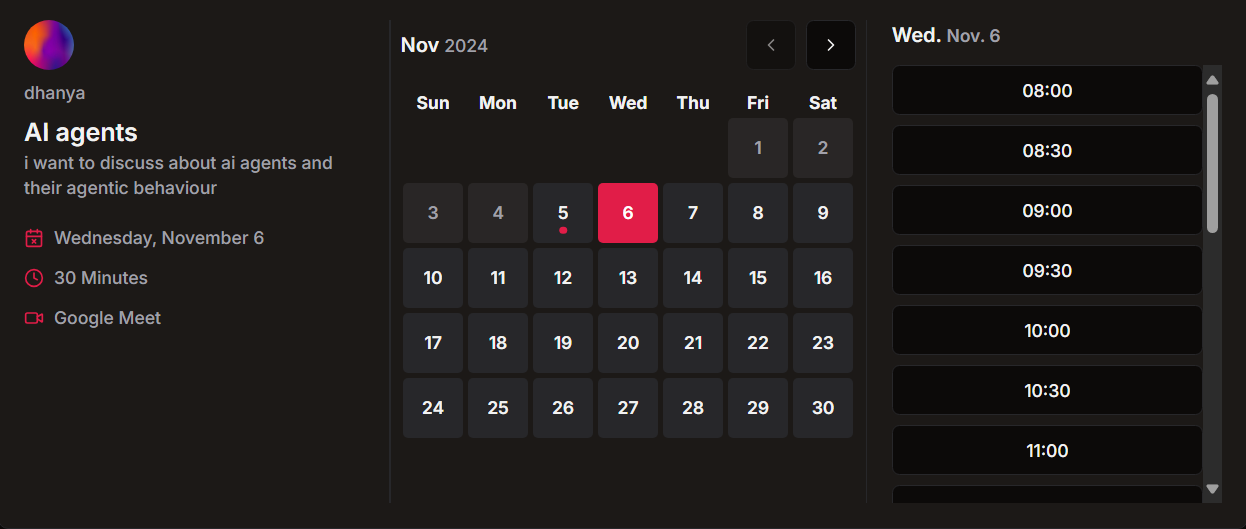 dhanya
AI agents
i want to discuss about ai agents and
their agentic behaviour
Wednesday, November 6
30 Minutes
Google Meet
Nov 2024
Sun Mon Tue Wed Thu Fri Sat
1 2
3 4 5 6 7 8 9
10 11 12 13 14 15 16
17 18 19 20 21 22 23
24 25 26 27 28 29 30
Wed. Nov. 6
08:00
08:30
09:00
09:30
10:00
10:30
11:00